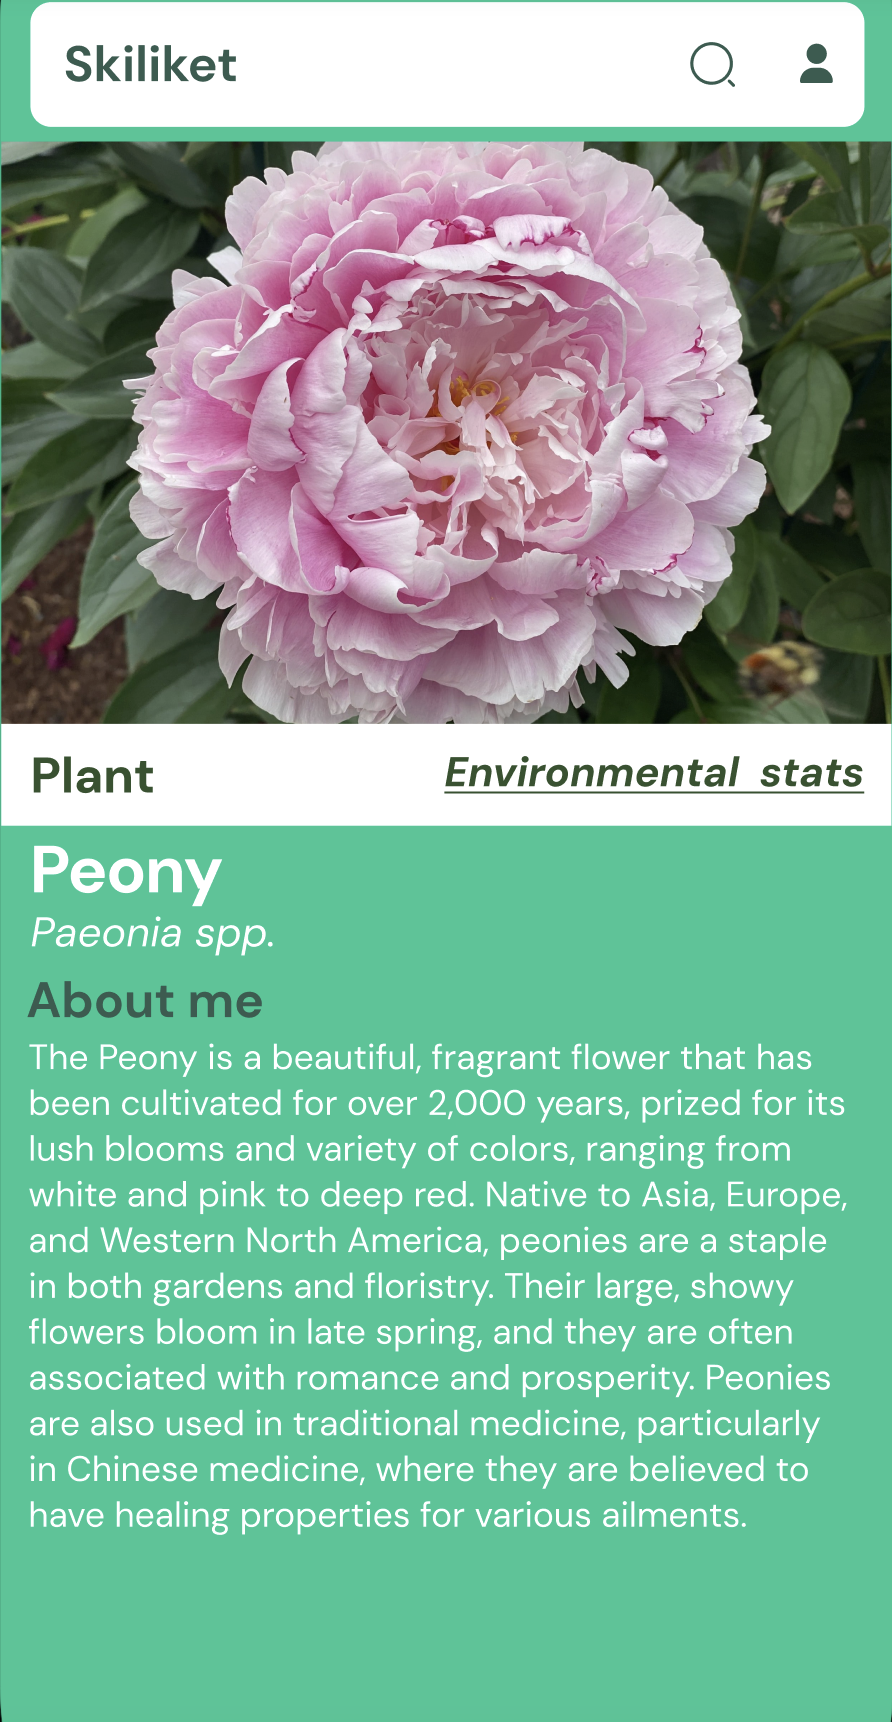 Skiliket
Plant
Environmental stats
Peony
Paeonia spp.
About me
The Peony is a beautiful, fragrant flower that has
been cultivated for over 2,000 years, prized for its
lush blooms and variety of colors, ranging from
white and pink to deep red. Native to Asia, Europe,
and Western North America, peonies are a staple
in both gardens and floristry. Their large, showy
flowers bloom in late spring, and they are often
associated with romance and prosperity. Peonies
are also used in traditional medicine, particularly
in Chinese medicine, where they are believed to
have healing properties for various ailments.